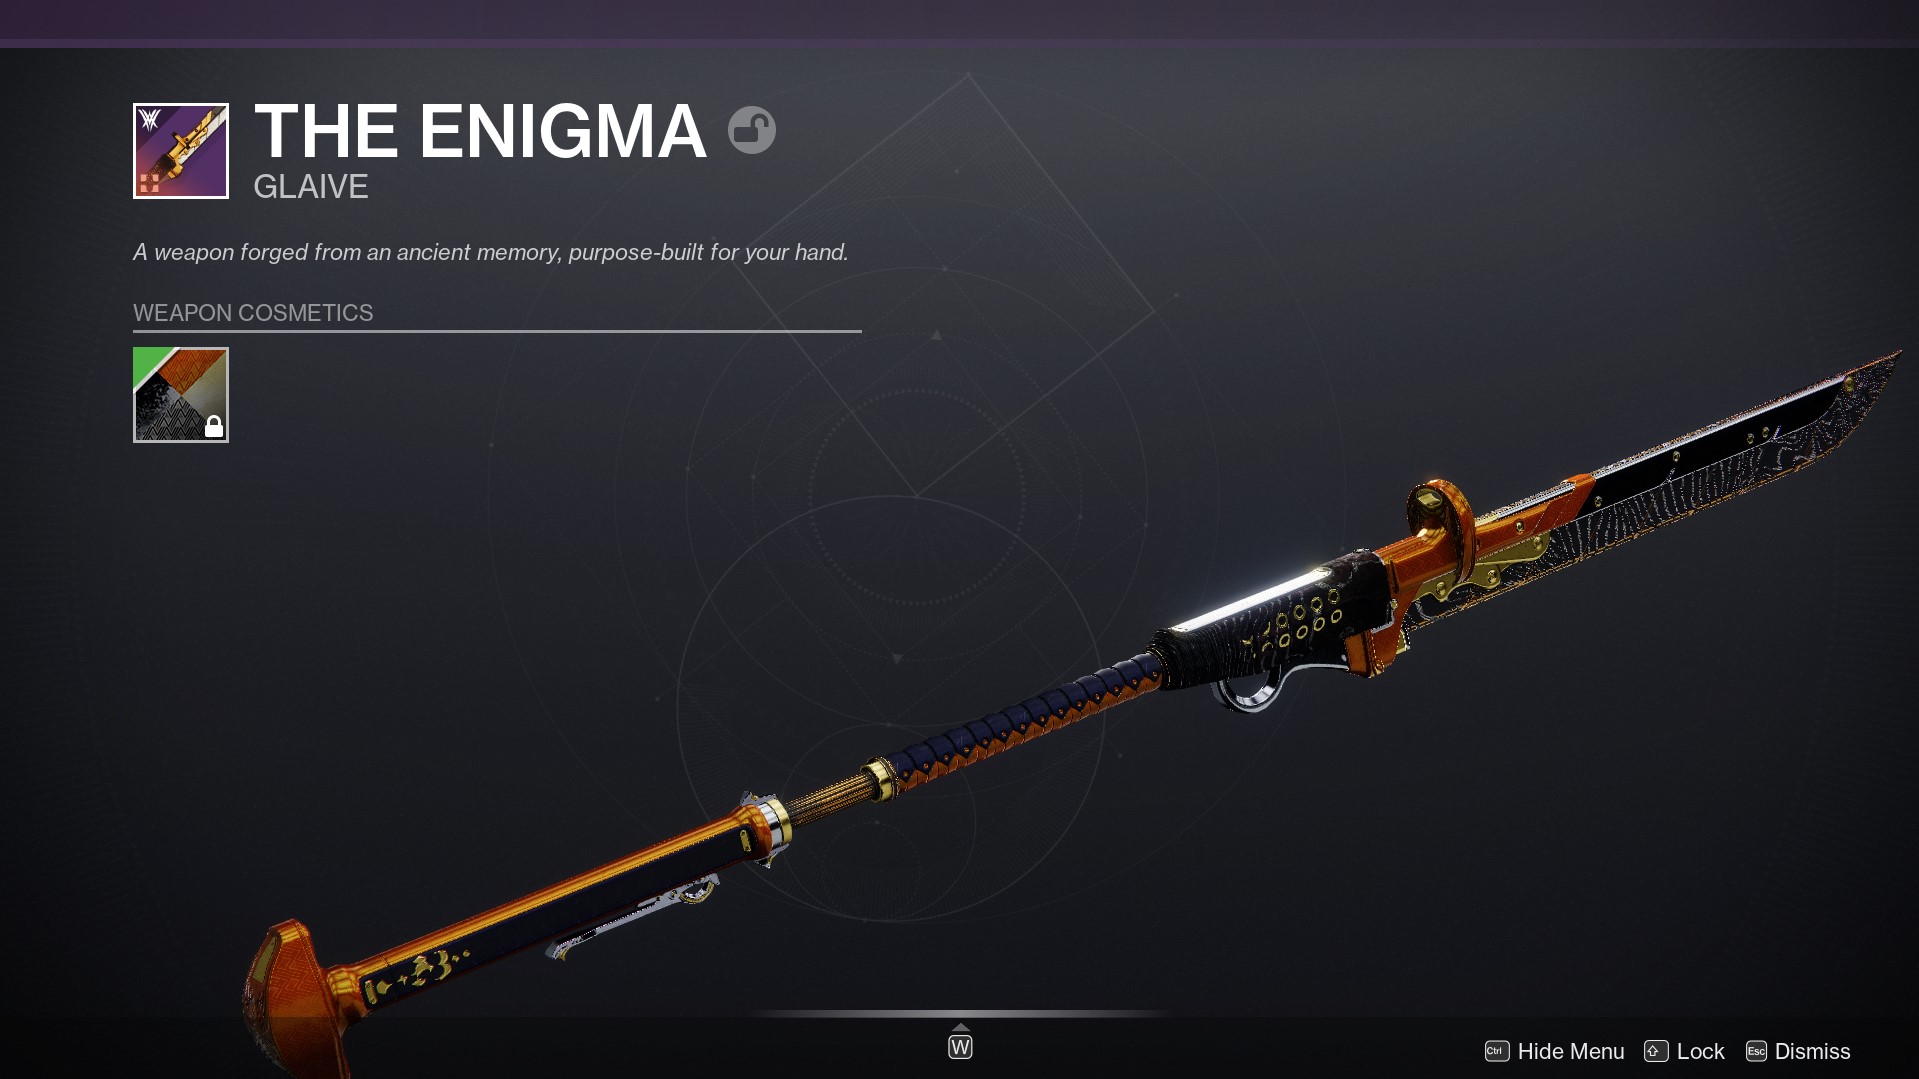 THE ENIGMA
GLAIVE
A weapon forged from an ancient memory, purpose-built for your hand.
WEAPON COSMETICS
W
Ctrl Hide Menu Lock Esc Dismiss